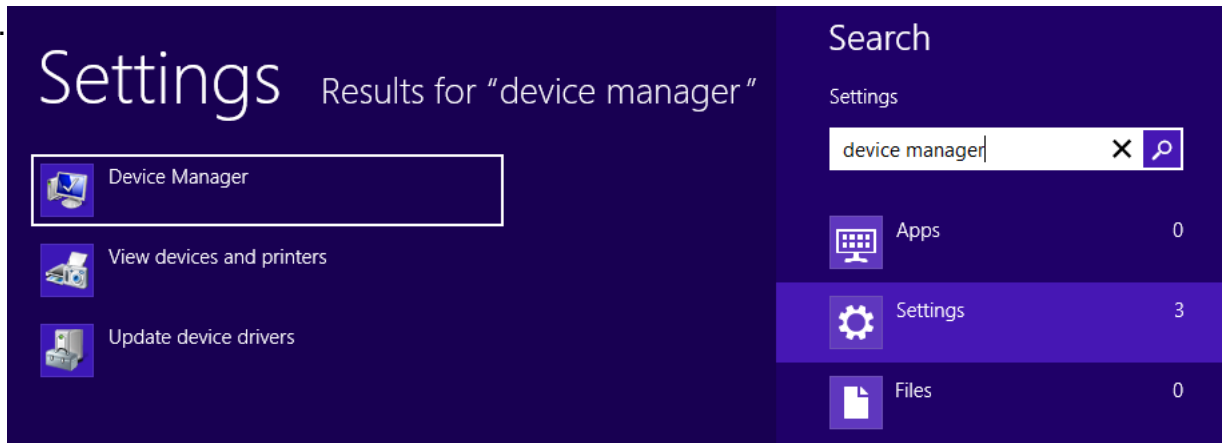 .
Settings Results for “device manager”
Device Manager
View devices and printers
Update device drivers
Search
Settings
device manager
Apps 0
Settings 3
Files 0